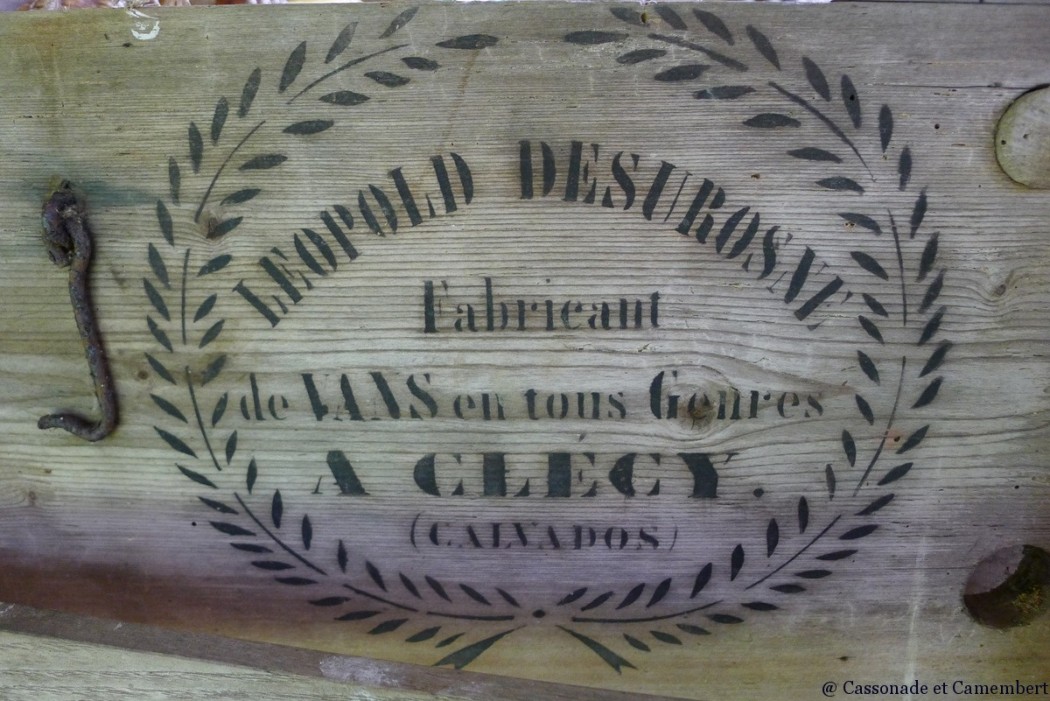 LEOPOLD DESUROSNE
Fabricant
de VANS en tous Genres
A CLÉCY.
(CALVADOS)
@ Cassonade et Camembert